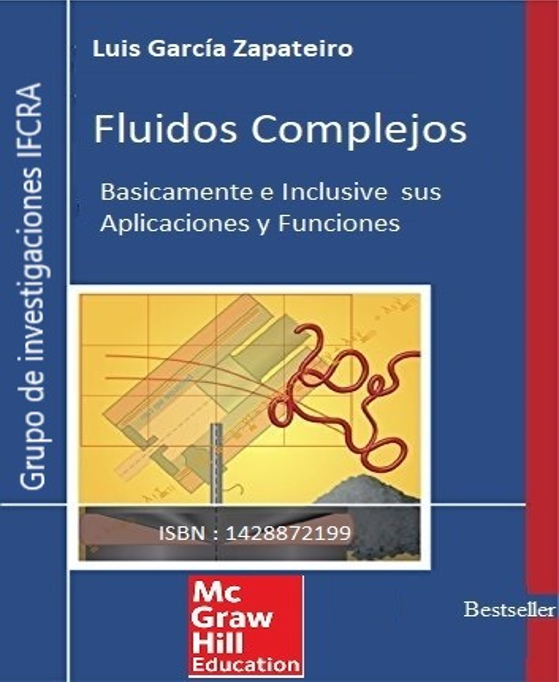 Luis García Zapateiro
Fluidos Complejos
Basicamente e Inclusive sus
Aplicaciones y Funciones
Grupo de investigaciones IFCRA
ISBN : 1428872199
Mc
Graw
Hill
Education
Bestseller